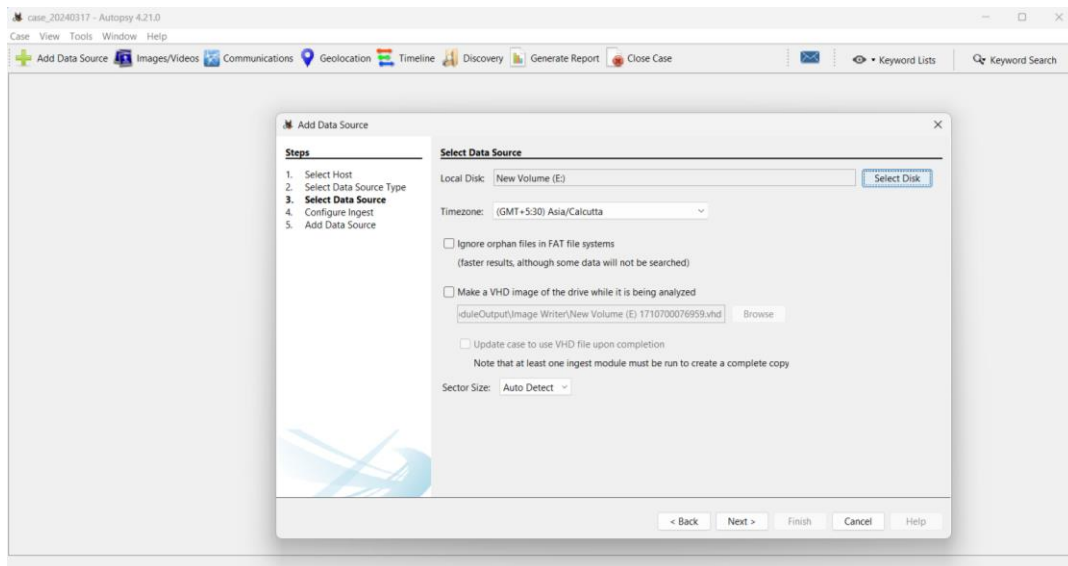 case_20240317 - Autopsy 4.21.0
Case View Tools Window Help
Add Data Source Images/Videos Communications Geolocation Timeline Discovery Generate Report Close Case Keyword Lists Keyword Search
Add Data Source
Steps
1. Select Host
2. Select Data Source Type
3. Select Data Source
4. Configure Ingest
5. Add Data Source
Select Data Source
Local Disk: New Volume (E:) Select Disk
Timezone: (GMT+5:30) Asia/Calcutta
Ignore orphan files in FAT file systems
(faster results, although some data will not be searched)
Make a VHD image of the drive while it is being analyzed
duleOutput\Image Writer\New Volume (E) 1710700076959.vhd Browse
Update case to use VHD file upon completion
Note that at least one ingest module must be run to create a complete copy
Sector Size: Auto Detect
< Back Next > Finish Cancel Help